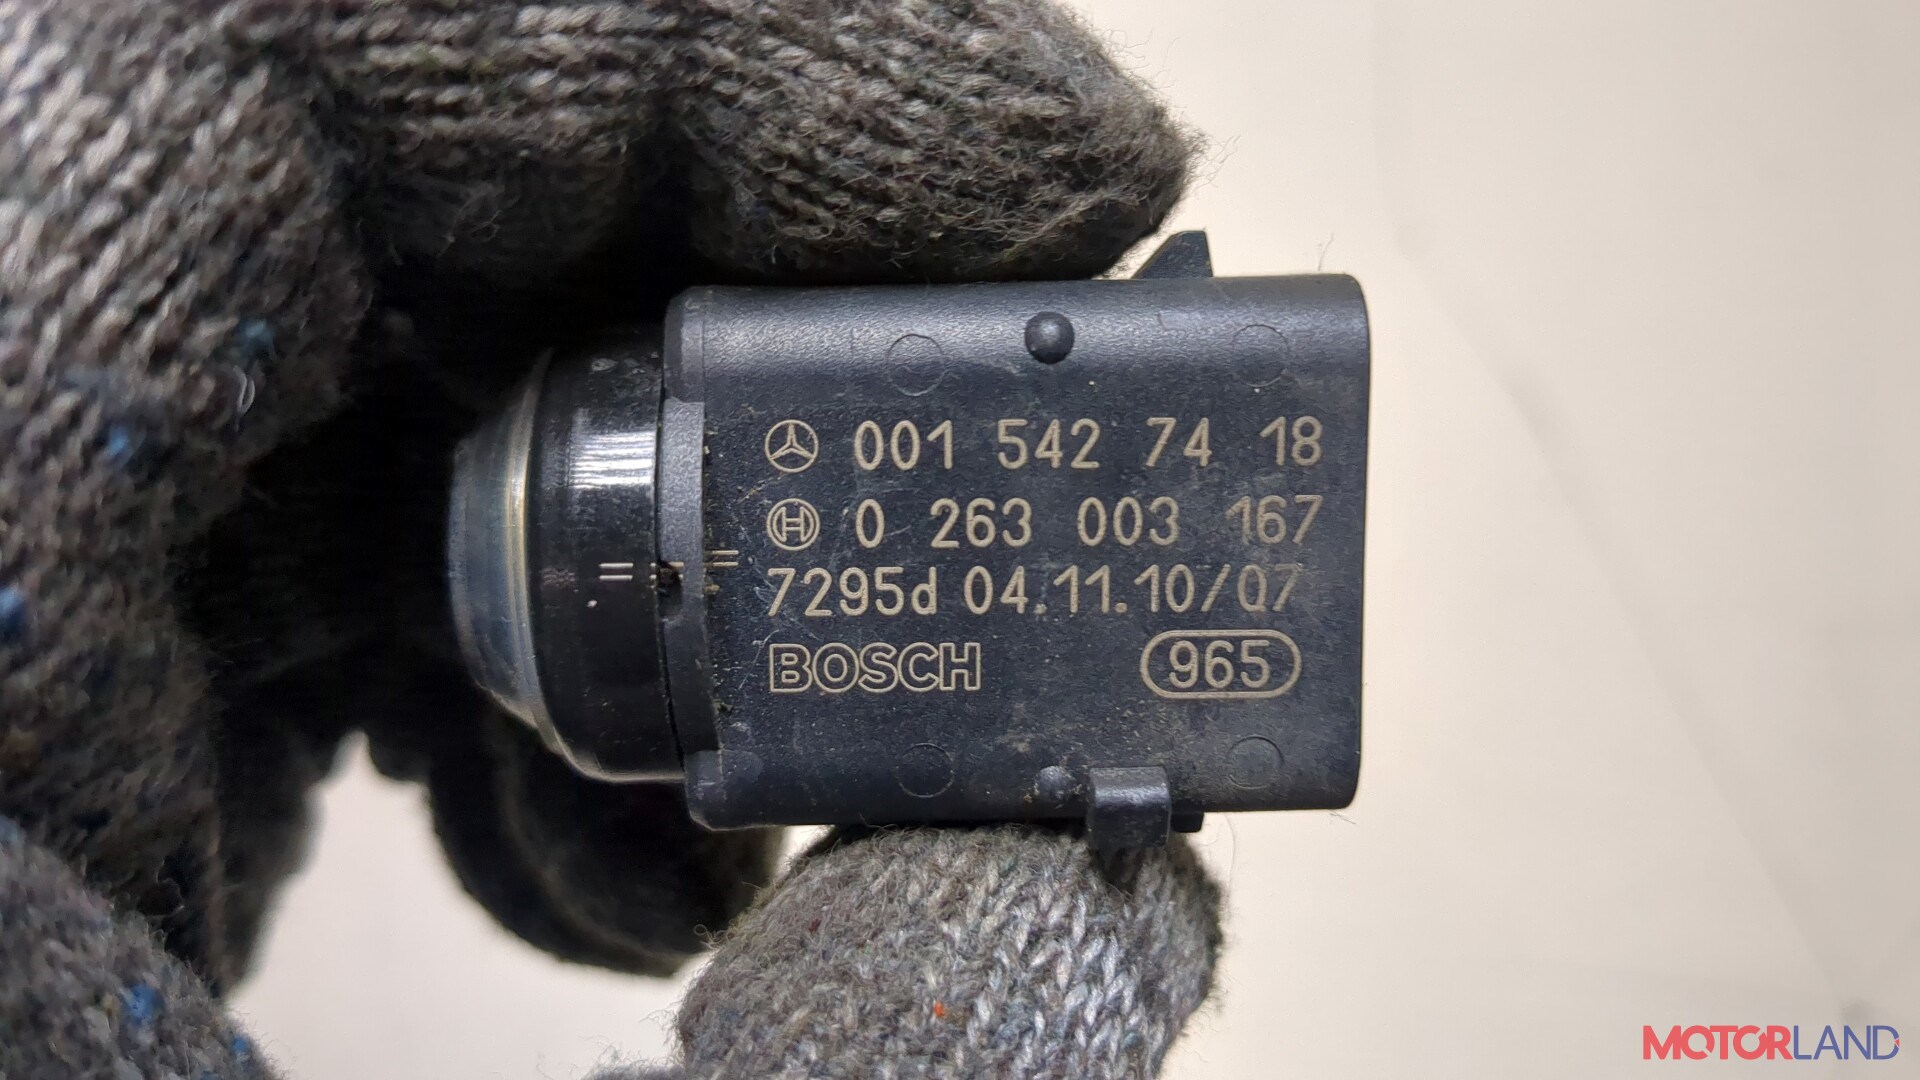 001 542 74 18
0 263 003 167
7295d 04.11.10/07
BOSCH 965
MOTORLAND